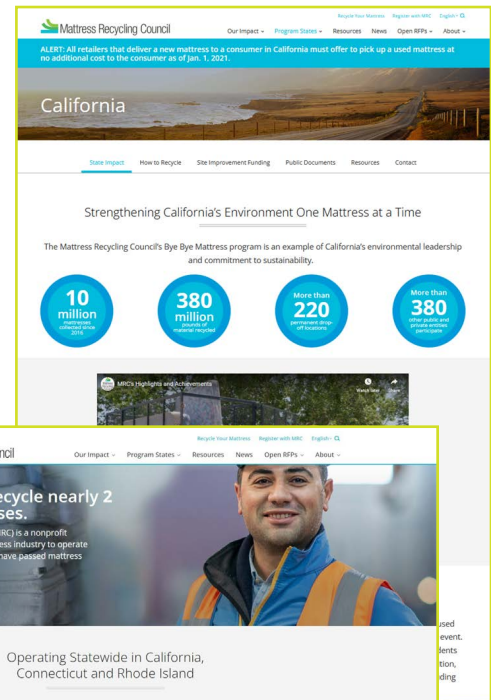 Recycle Your Mattress Register with MRC English
Mattress Recycling Council
Our Impact Program States Resources News Open RFPs About
ALERT: All retailers that deliver a new mattress to a consumer in California must offer to pick up a used mattress at
no additional cost to the consumer as of Jan. 1, 2021.
California
State Impact How to Recycle Site Improvement Funding Public Documents Resources Contact
Strengthening California's Environment One Mattress at a Time
The Mattress Recycling Council's Bye Bye Mattress program is an example of California's environmental leadership
and commitment to sustainability.
10
million
mattresses
collected since
2016
380
million
pounds of
material recycled
More than
220
permanent drop-
off locations
More than
380
other public and
private entities
participate
MRC's Highlights and Achievements
Watch later Share
Recycle Your Mattress Register with MRC English
ncil
Our Impact Program States Resources News Open RFPs About
ecycle nearly 2
ses.
RC) is a nonprofit
ess industry to operate
have passed mattress
Operating Statewide in California,
Connecticut and Rhode Island
used
event.
dents
tion,
ding